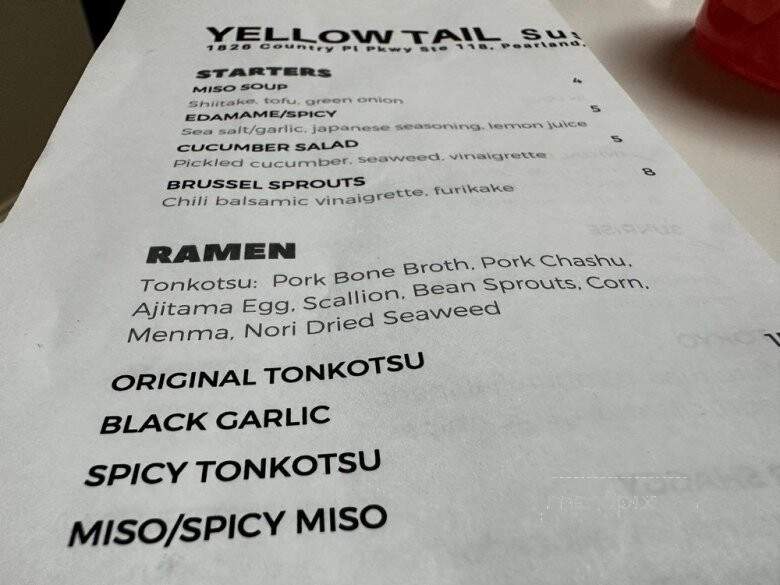 YELLOWTAIL Su
1826 Country Pl Pkwy Ste 118, Pearland,
STARTERS
MISO SOUP 4
Shiitake, tofu, green onion
EDAMAME/SPICY 5
Sea salt/garlic, japanese seasoning, lemon juice
CUCUMBER SALAD 5
Pickled cucumber, seaweed, vinaigrette
BRUSSEL SPROUTS 8
Chili balsamic vinaigrette, furikake
RAMEN
Tonkotsu: Pork Bone Broth, Pork Chashu,
Ajitama Egg, Scallion, Bean Sprouts, Corn,
Menma, Nori Dried Seaweed
ORIGINAL TONKOTSU
BLACK GARLIC
SPICY TONKOTSU
MISO/SPICY MISO